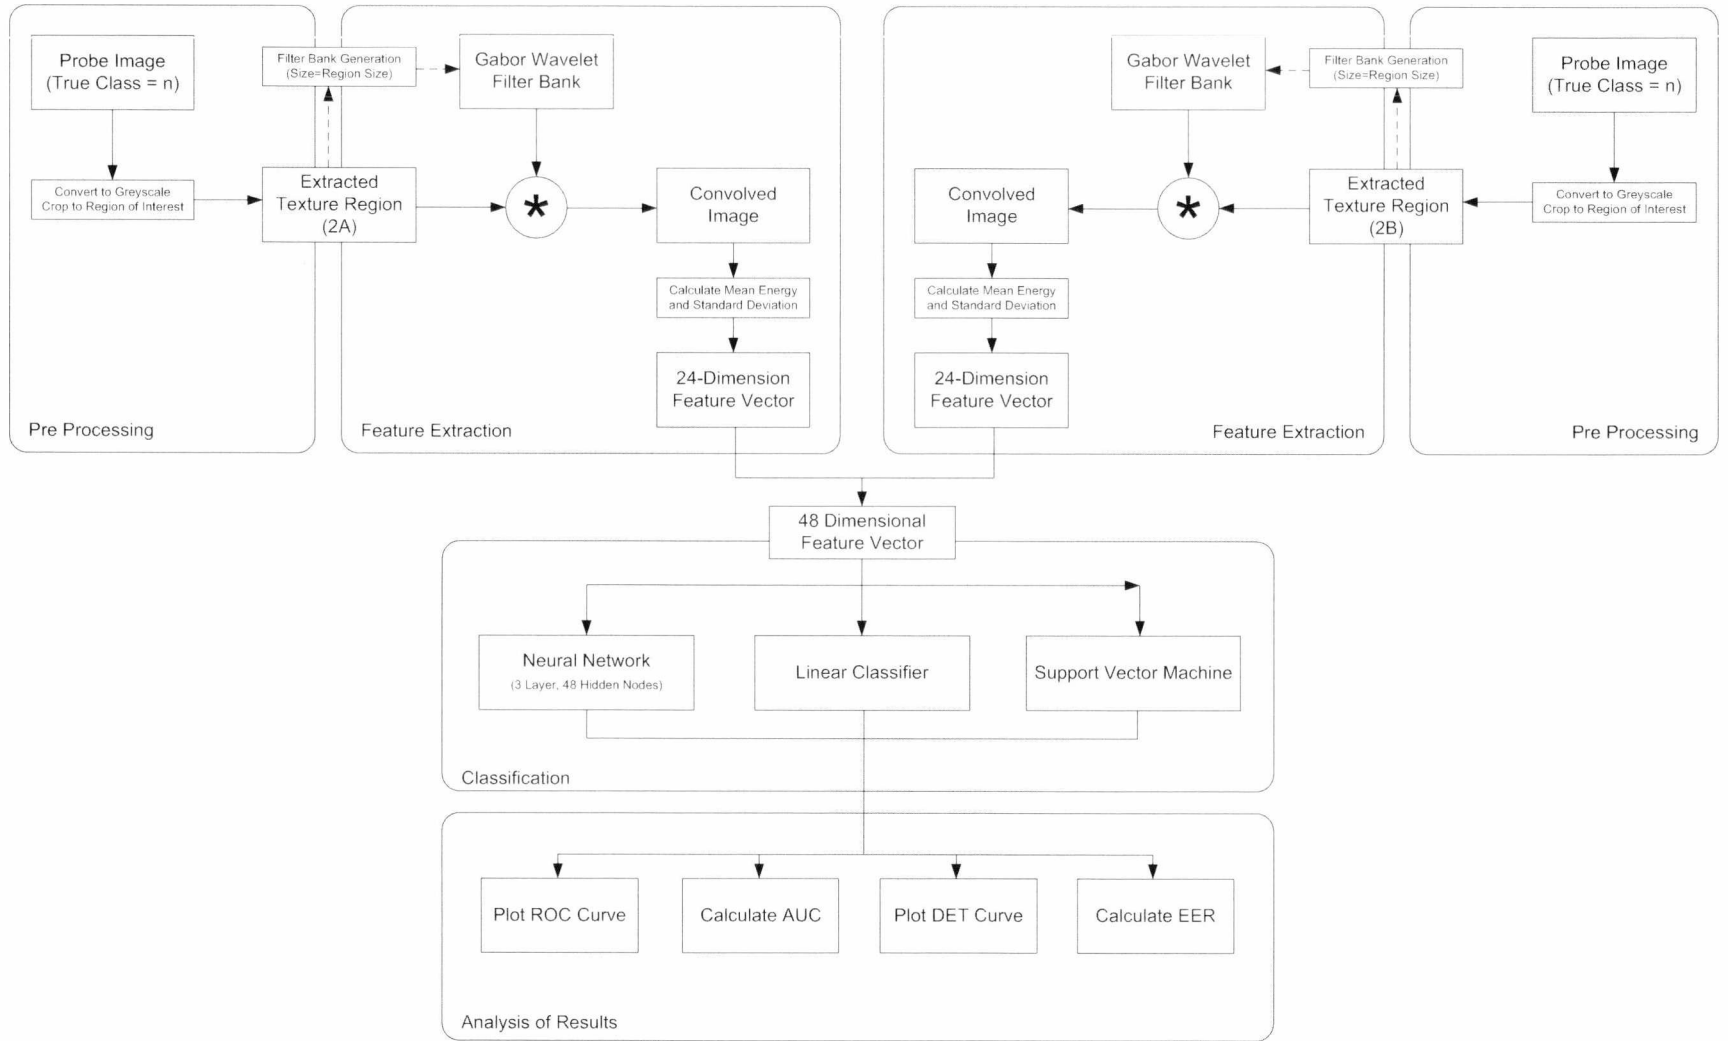 Probe Image
(True Class = n)
Convert to Greyscale
Crop to Region of Interest
Pre Processing
Filter Bank Generation
(Size=Region Size)
Extracted
Texture Region
(2A)
Gabor Wavelet
Filter Bank
*
Convolved
Image
Calculate Mean Energy
and Standard Deviation
24-Dimension
Feature Vector
Feature Extraction
Gabor Wavelet
Filter Bank
*
Convolved
Image
Calculate Mean Energy
and Standard Deviation
24-Dimension
Feature Vector
Feature Extraction
Filter Bank Generation
(Size=Region Size)
Extracted
Texture Region
(2B)
Probe Image
(True Class = n)
Convert to Greyscale
Crop to Region of Interest
Pre Processing
48 Dimensional
Feature Vector
Neural Network
(3 Layer, 48 Hidden Nodes)
Linear Classifier
Support Vector Machine
Classification
Plot ROC Curve
Calculate AUC
Plot DET Curve
Calculate EER
Analysis of Results